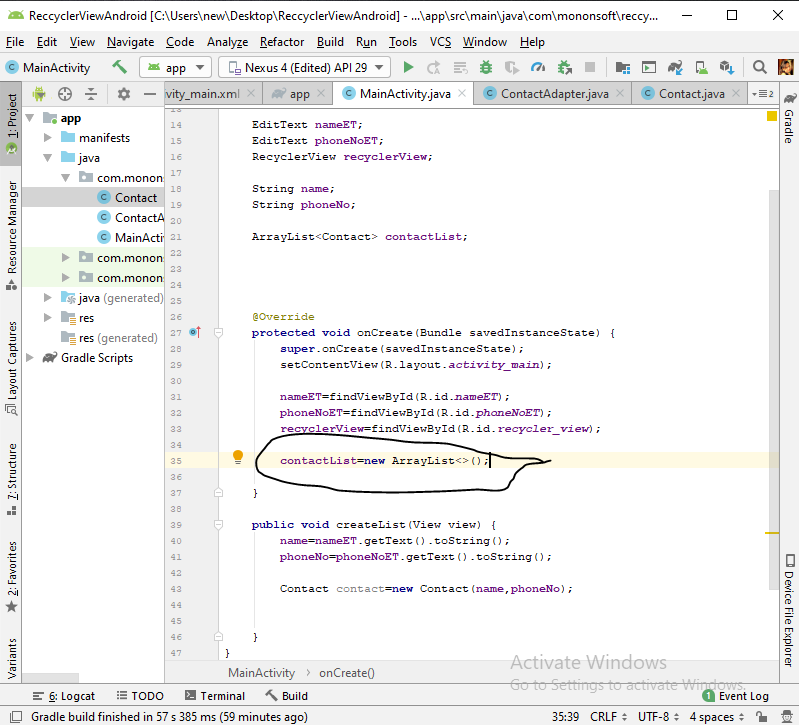 ReccyclerViewAndroid [C:\Users\new\Desktop\ReccyclerViewAndroid] - ...\app\src\main\java\com\mononsoft\reccy...
File Edit View Navigate Code Analyze Refactor Build Run Tools VCS Window Help
MainActivity app Nexus 4 (Edited) API 29
ivity_main.xml app MainActivity.java ContactAdapter.java Contact.java 2
1: Project
Resource Manager
Layout Captures
7: Structure
2: Favorites
Variants
app
manifests
java
com.monons
Contact
ContactA
MainActiv
com.monons
com.monons
java (generated)
res
res (generated)
Gradle Scripts
13
14 EditText nameET;
15 EditText phoneNoET;
16 RecyclerView recyclerView;
17
18 String name;
19 String phoneNo;
20
21 ArrayList<Contact> contactList;
22
23
24
25
26 @Override
27 protected void onCreate(Bundle savedInstanceState) {
28 super.onCreate(savedInstanceState);
29 setContentView(R.layout.activity_main);
30
31 nameET=findViewById(R.id.nameET);
32 phoneNoET=findViewById(R.id.phoneNoET);
33 recyclerView=findViewById(R.id.recycler_view);
34
35 contactList=new ArrayList<>();
36
37 }
38
39 public void createList(View view) {
40 name=nameET.getText().toString();
41 phoneNo=phoneNoET.getText().toString();
42
43 Contact contact=new Contact(name,phoneNo);
44
45
46 }
47 }
Gradle
Device File Explorer
MainActivity › onCreate()
Activate Windows
Go to Settings to activate Windows.
6: Logcat TODO Terminal Build 1 Event Log
Gradle build finished in 57 s 385 ms (59 minutes ago) 35:39 CRLF UTF-8 4 spaces